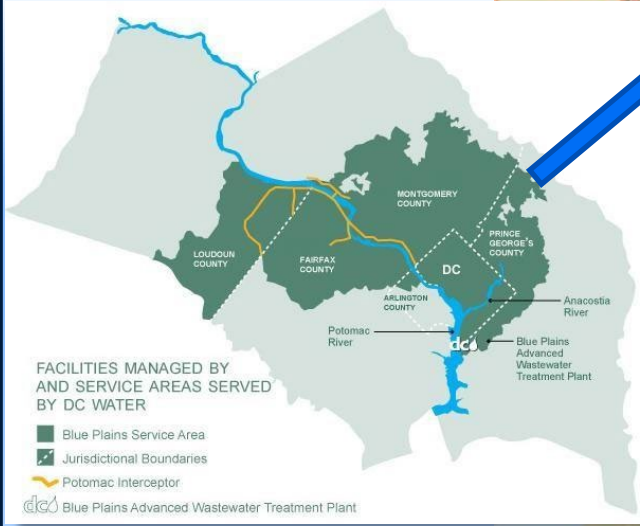 MONTGOMERY
COUNTY
PRINCE
GEORGE'S
COUNTY
LOUDOUN
COUNTY
FAIRFAX
COUNTY
DC
ARLINGTON
COUNTY
Anacostia
River
Potomac
River
dc
Blue Plains
Advanced
Wastewater
Treatment Plant
FACILITIES MANAGED BY
AND SERVICE AREAS SERVED
BY DC WATER
Blue Plains Service Area
Jurisdictional Boundaries
Potomac Interceptor
dc Blue Plains Advanced Wastewater Treatment Plant